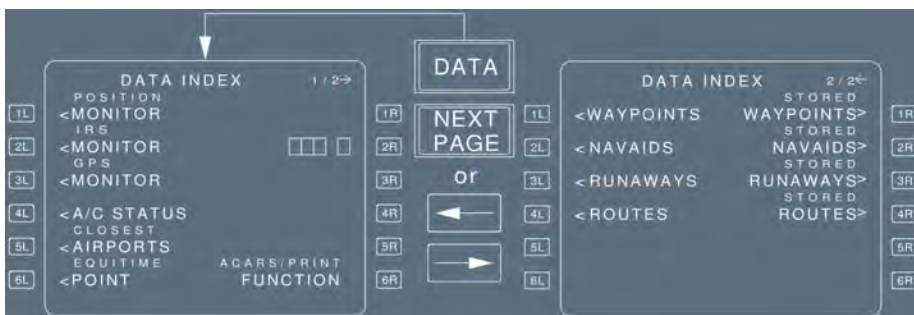 DATA INDEX 1/2→
POSITION
1L <MONITOR 1R
IRS
2L <MONITOR 2R
GPS
3L <MONITOR 3R
4L <A/C STATUS 4R
CLOSEST
5L <AIRPORTS 5R
EQUITIME ACARS/PRINT
6L <POINT FUNCTION 6R
DATA
NEXT
PAGE
or
DATA INDEX 2/2←
STORED
1L <WAYPOINTS WAYPOINTS> 1R
STORED
2L <NAVAIDS NAVAIDS> 2R
STORED
3L <RUNAWAYS RUNAWAYS> 3R
STORED
4L <ROUTES ROUTES> 4R
5L 5R
6L 6R